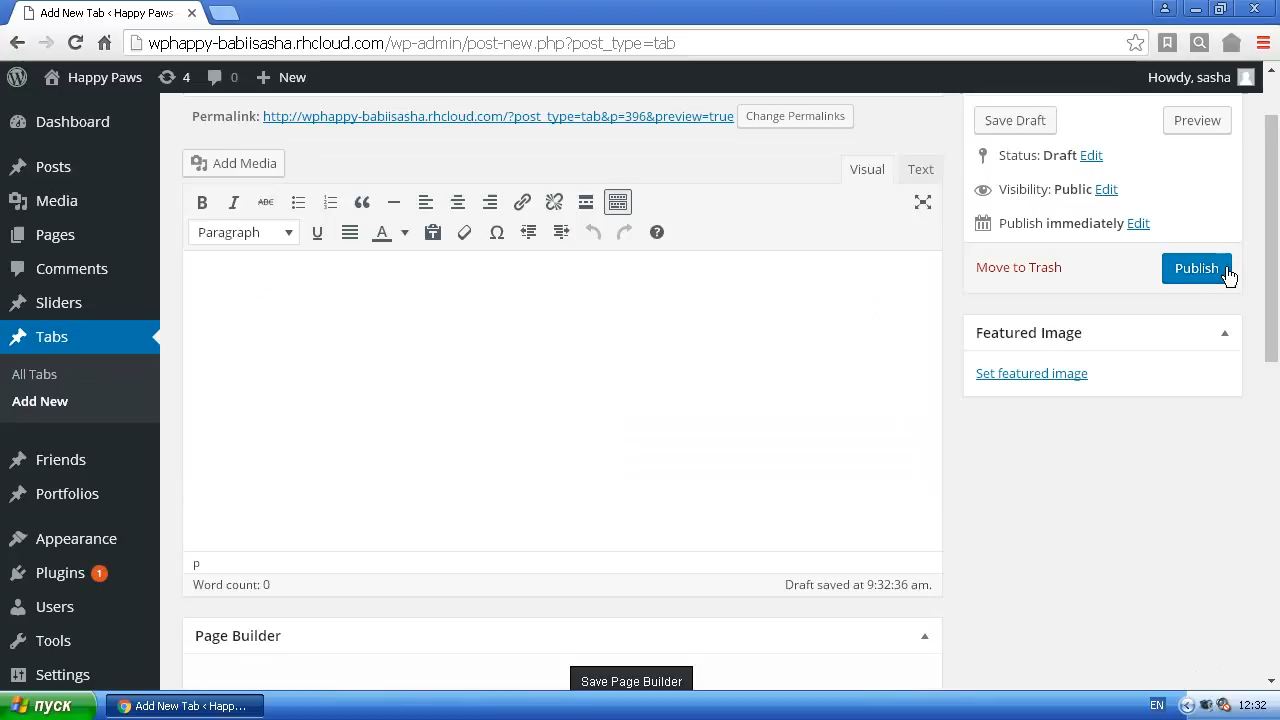 Add New Tab ‹ Happy Paws
wphappy-babiisasha.rhcloud.com/wp-admin/post-new.php?post_type=tab
Happy Paws 4 0 New Howdy, sasha
Dashboard
Posts
Media
Pages
Comments
Sliders
Tabs
All Tabs
Add New
Friends
Portfolios
Appearance
Plugins 1
Users
Tools
Settings
Permalink: http://wphappy-babiisasha.rhcloud.com/?post_type=tab&p=396&preview=true Change Permalinks
Add Media
Visual Text
B I ABC
Paragraph U A
p
Word count: 0 Draft saved at 9:32:36 am.
Page Builder
Save Page Builder
Save Draft Preview
Status: Draft Edit
Visibility: Public Edit
Publish immediately Edit
Move to Trash Publish
Featured Image
Set featured image
пуск Add New Tab ‹ Happ... EN 12:32